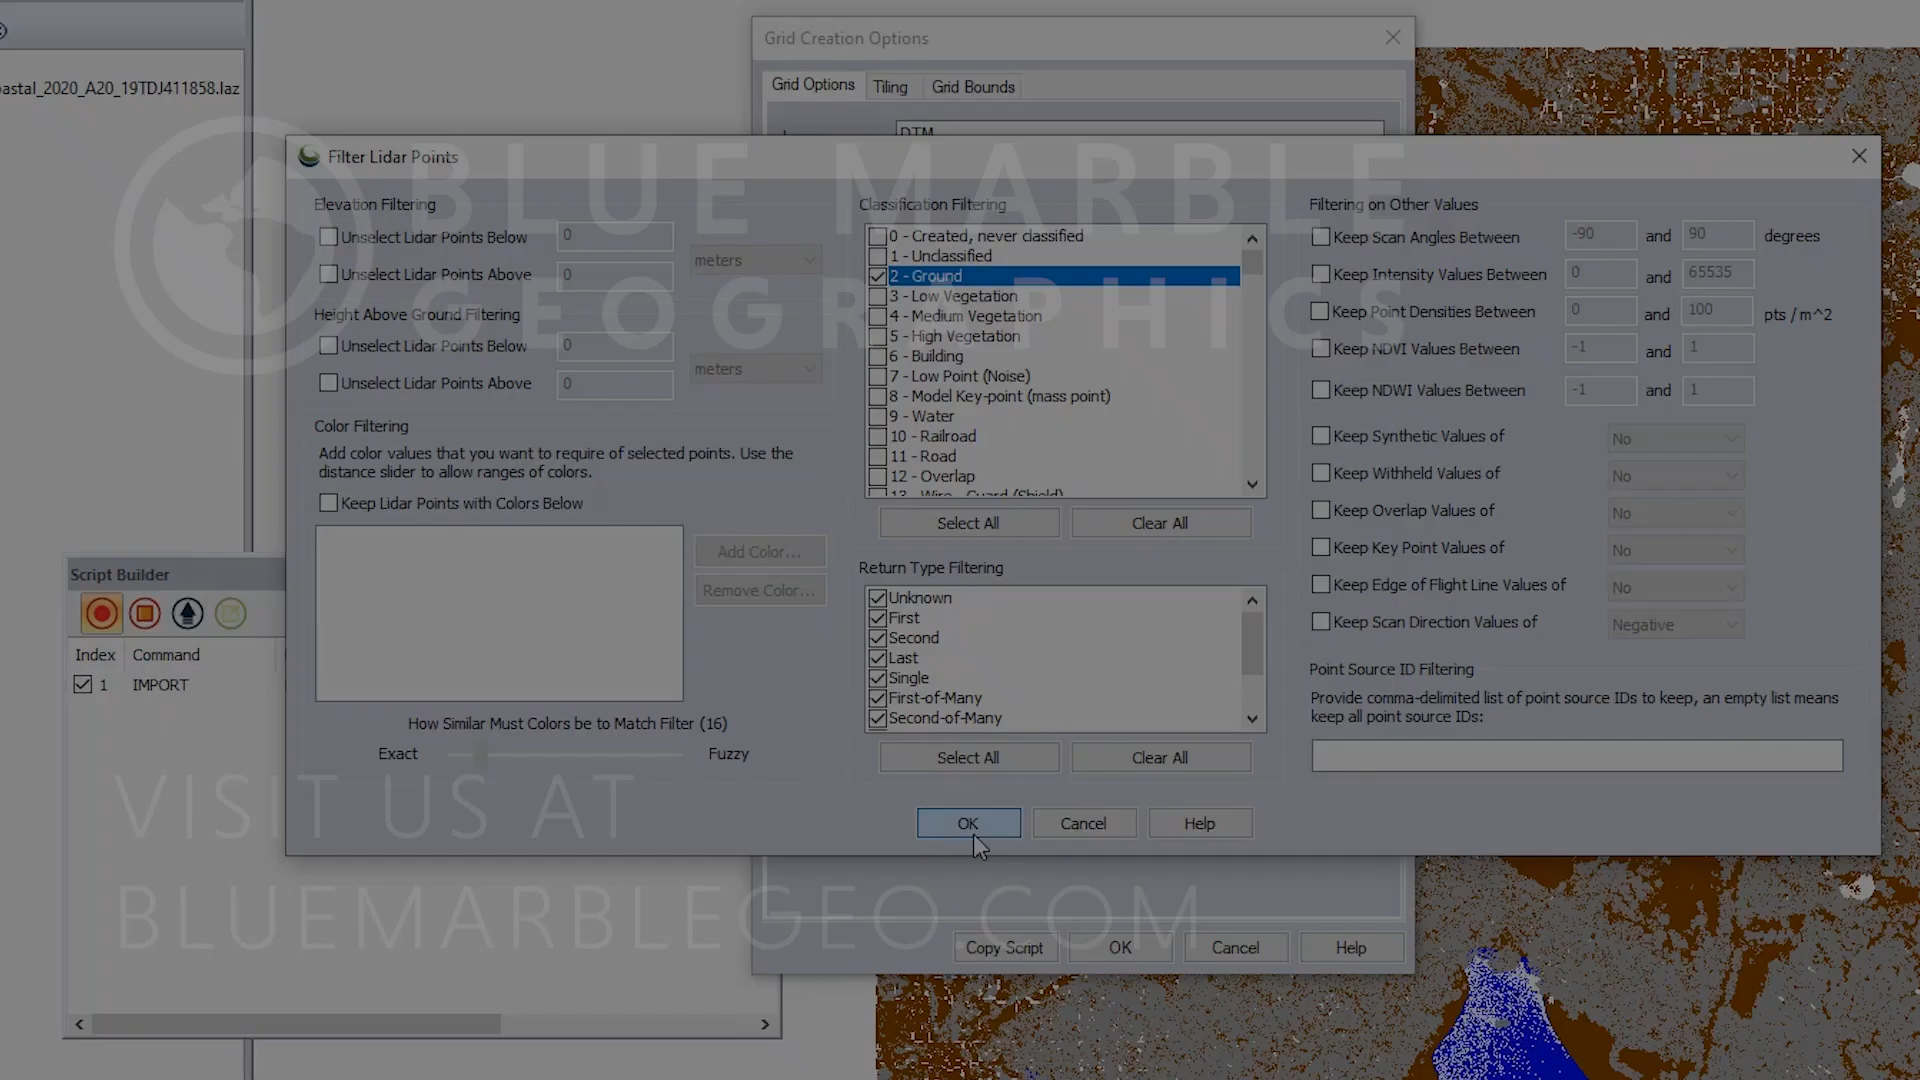 Grid Creation Options
Grid Options
Tiling
Grid Bounds
DTM
astal_2020_A20_19TDJ411858.laz
BLUE MARBLE
GEOGRAPHICS
Filter Lidar Points
Elevation Filtering
Unselect Lidar Points Below 0
meters
Unselect Lidar Points Above 0
Height Above Ground Filtering
Unselect Lidar Points Below 0
meters
Unselect Lidar Points Above 0
Color Filtering
Add color values that you want to require of selected points. Use the
distance slider to allow ranges of colors.
Keep Lidar Points with Colors Below
Add Color...
Remove Color...
How Similar Must Colors be to Match Filter (16)
Exact
Fuzzy
Classification Filtering
0 - Created, never classified
1 - Unclassified
2 - Ground
3 - Low Vegetation
4 - Medium Vegetation
5 - High Vegetation
6 - Building
7 - Low Point (Noise)
8 - Model Key-point (mass point)
9 - Water
10 - Railroad
11 - Road
12 - Overlap
13 - Wire - Guard (Shield)
Select All
Clear All
Return Type Filtering
Unknown
First
Second
Last
Single
First-of-Many
Second-of-Many
Select All
Clear All
OK
Cancel
Help
Filtering on Other Values
Keep Scan Angles Between -90 and 90 degrees
Keep Intensity Values Between 0 and 65535
Keep Point Densities Between 0 and 100 pts / m^2
Keep NDVI Values Between -1 and 1
Keep NDWI Values Between -1 and 1
Keep Synthetic Values of No
Keep Withheld Values of No
Keep Overlap Values of No
Keep Key Point Values of No
Keep Edge of Flight Line Values of No
Keep Scan Direction Values of Negative
Point Source ID Filtering
Provide comma-delimited list of point source IDs to keep, an empty list means
keep all point source IDs:
Script Builder
Index Command
1 IMPORT
VISIT US AT
BLUEMARBLEGEO.COM
Copy Script
OK
Cancel
Help